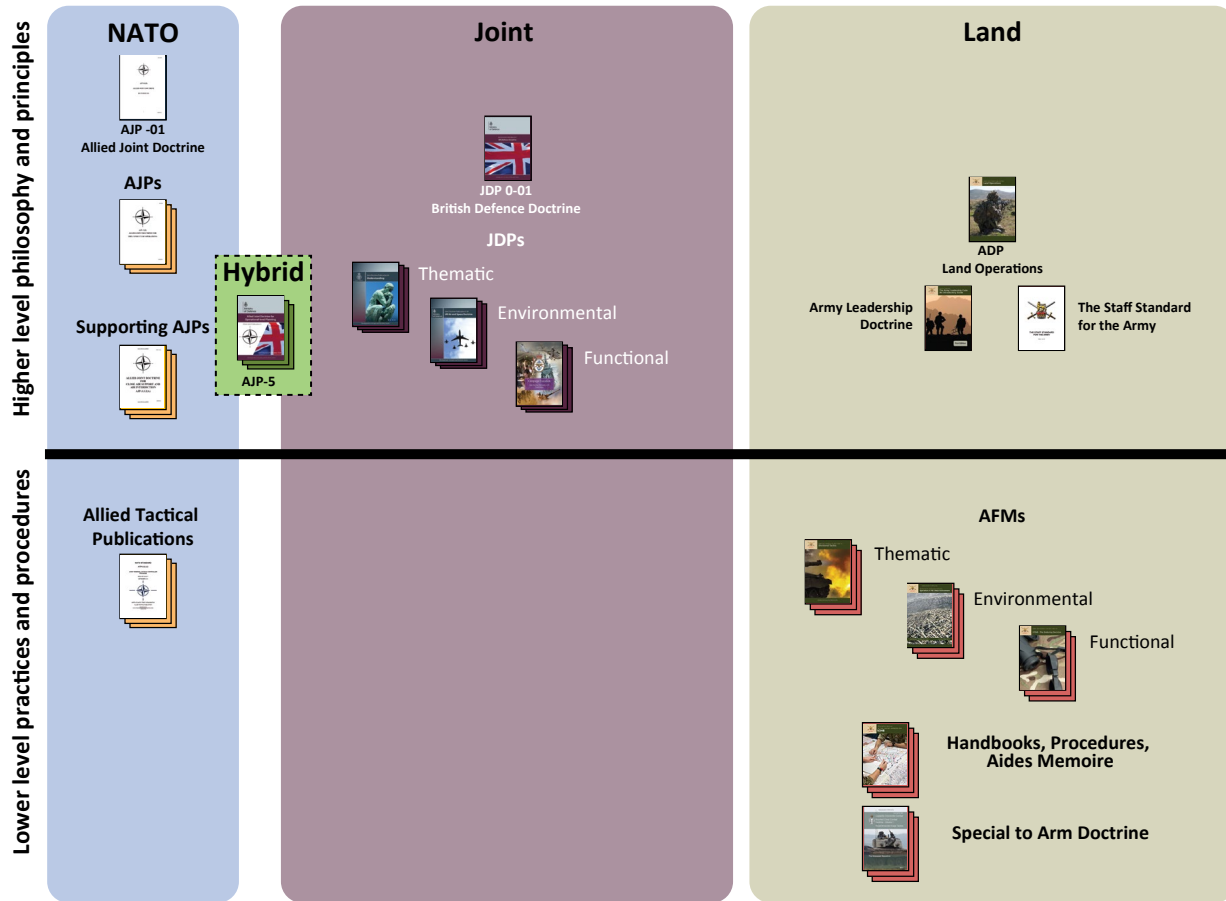 Higher level philosophy and principles
Lower level practices and procedures
NATO
AJP -01
Allied Joint Doctrine
AJPs
Supporting AJPs
Hybrid
AJP-5
Allied Tactical
Publications
Joint
JDP 0-01
British Defence Doctrine
JDPs
Thematic
Environmental
Functional
Land
ADP
Land Operations
Army Leadership
Doctrine
The Staff Standard
for the Army
AFMs
Thematic
Environmental
Functional
Handbooks, Procedures,
Aides Memoire
Special to Arm Doctrine